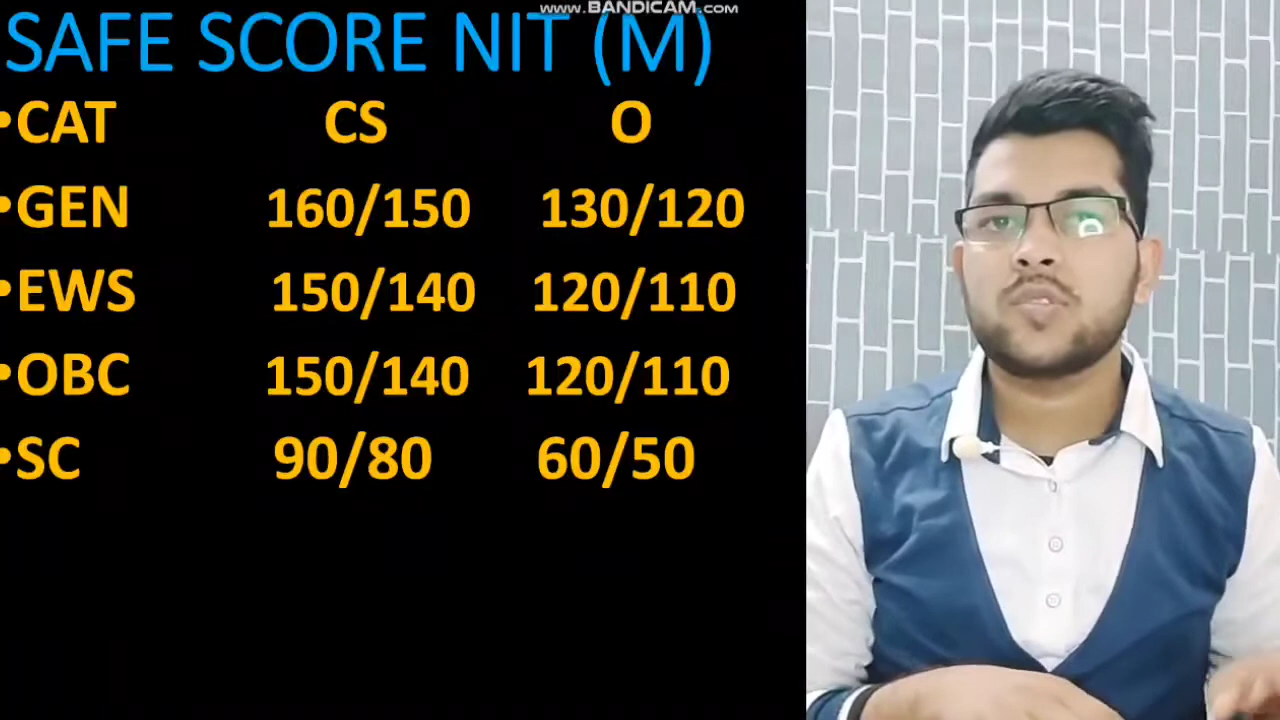 www.BANDICAM.com
SAFE SCORE NIT (M)
•CAT CS O
•GEN 160/150 130/120
•EWS 150/140 120/110
•OBC 150/140 120/110
•SC 90/80 60/50